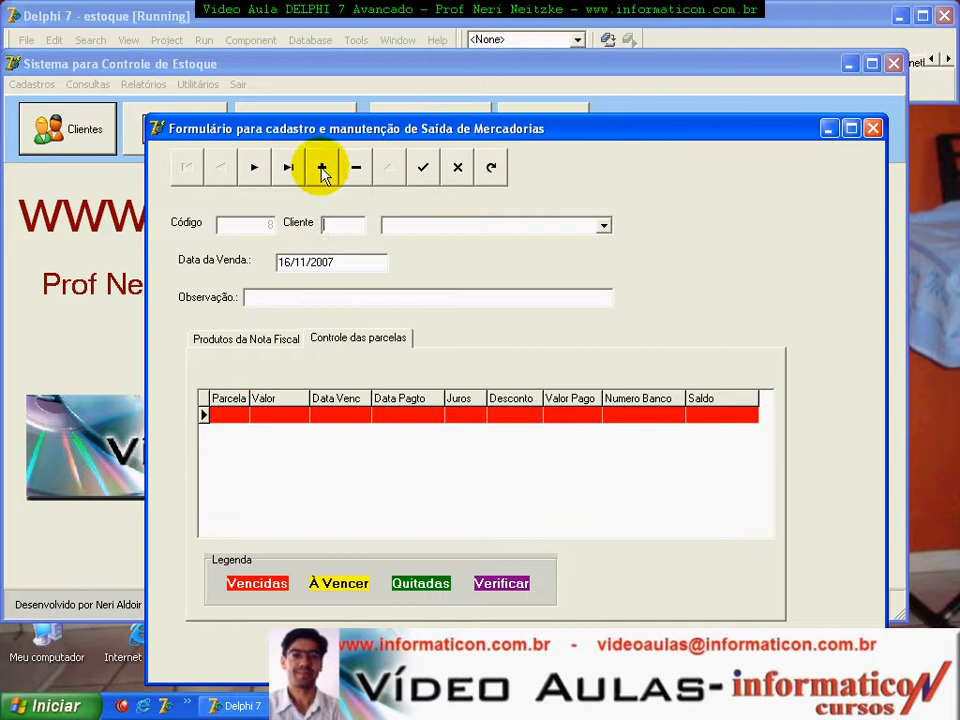 Video Aula DELPHI 7 Avancado – Prof Neri Neitzke – www.informaticon.com.br
Delphi 7 - estoque [Running]
File Edit Search View Project Run Component Database Tools Window Help <None>
Sistema para Controle de Estoque
Cadastros Consultas Relatórios Utilitários Sair
Clientes
Formulário para cadastro e manutenção de Saída de Mercadorias
WWW
Prof Ne
Código 8 Cliente
Data da Venda.: 16/11/2007
Observação.:
Produtos da Nota Fiscal Controle das parcelas
Parcela Valor Data Venc Data Pagto Juros Desconto Valor Pago Numero Banco Saldo
Legenda
Vencidas À Vencer Quitadas Verificar
Desenvolvido por Neri Aldoir
Meu computador Internet
www.informaticon.com.br - videoaulas@informaticon.com.br
VÍDEO AULAS- informaticon
cursos
Iniciar Delphi 7